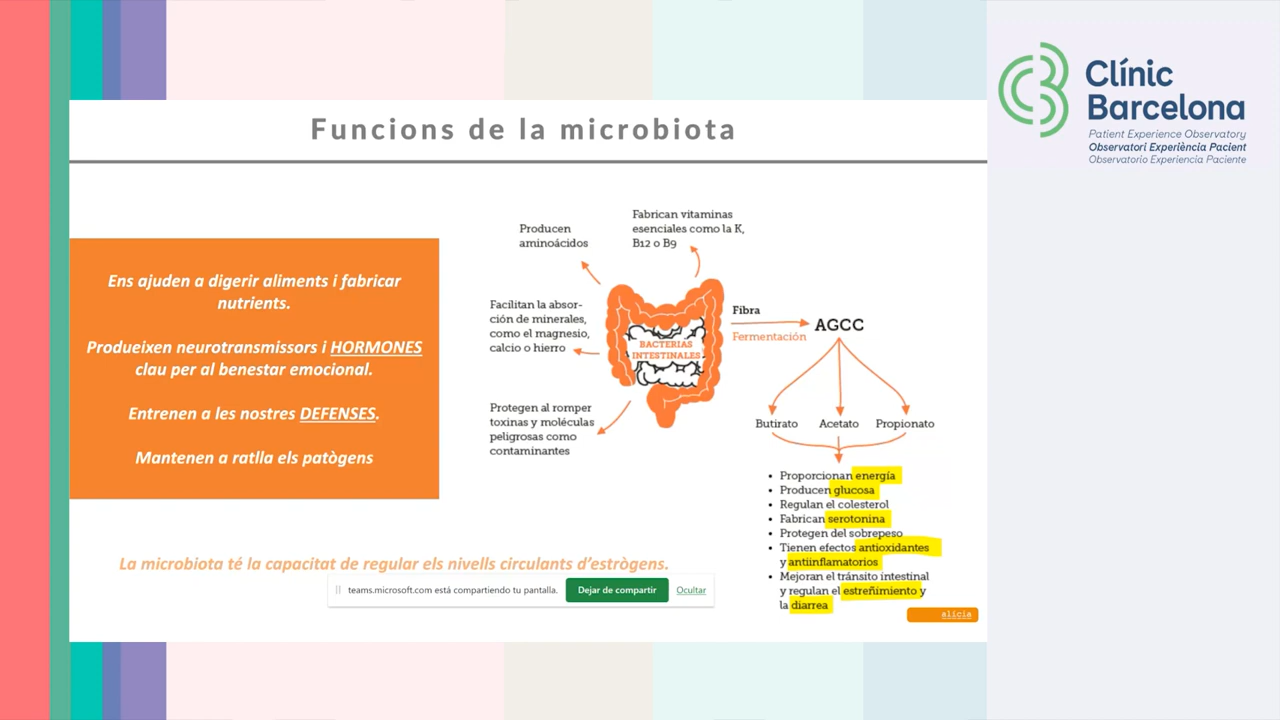 Funcions de la microbiota
Ens ajuden a digerir aliments i fabricar
nutrients.
Produeixen neurotransmissors i HORMONES
clau per al benestar emocional.
Entrenen a les nostres DEFENSES.
Mantenen a ratlla els patògens
La microbiota té la capacitat de regular els nivells circulants d'estrògens.
Producen
aminoácidos
Fabrican vitaminas
esenciales como la K,
B12 o B9
Facilitan la absor-
ción de minerales,
como el magnesio,
calcio o hierro
Protegen al romper
toxinas y moléculas
peligrosas como
contaminantes
BACTERIAS
INTESTINALES
Fibra
Fermentación
AGCC
Butirato Acetato Propionato
• Proporcionan energía
• Producen glucosa
• Regulan el colesterol
• Fabrican serotonina
• Protegen del sobrepeso
• Tienen efectos antioxidantes
y antiinflamatorios
• Mejoran el tránsito intestinal
y regulan el estreñimiento y
la diarrea
alícia
teams.microsoft.com está compartiendo tu pantalla. Dejar de compartir Ocultar
Clínic
Barcelona
Patient Experience Observatory
Observatori Experiència Pacient
Observatorio Experiencia Paciente